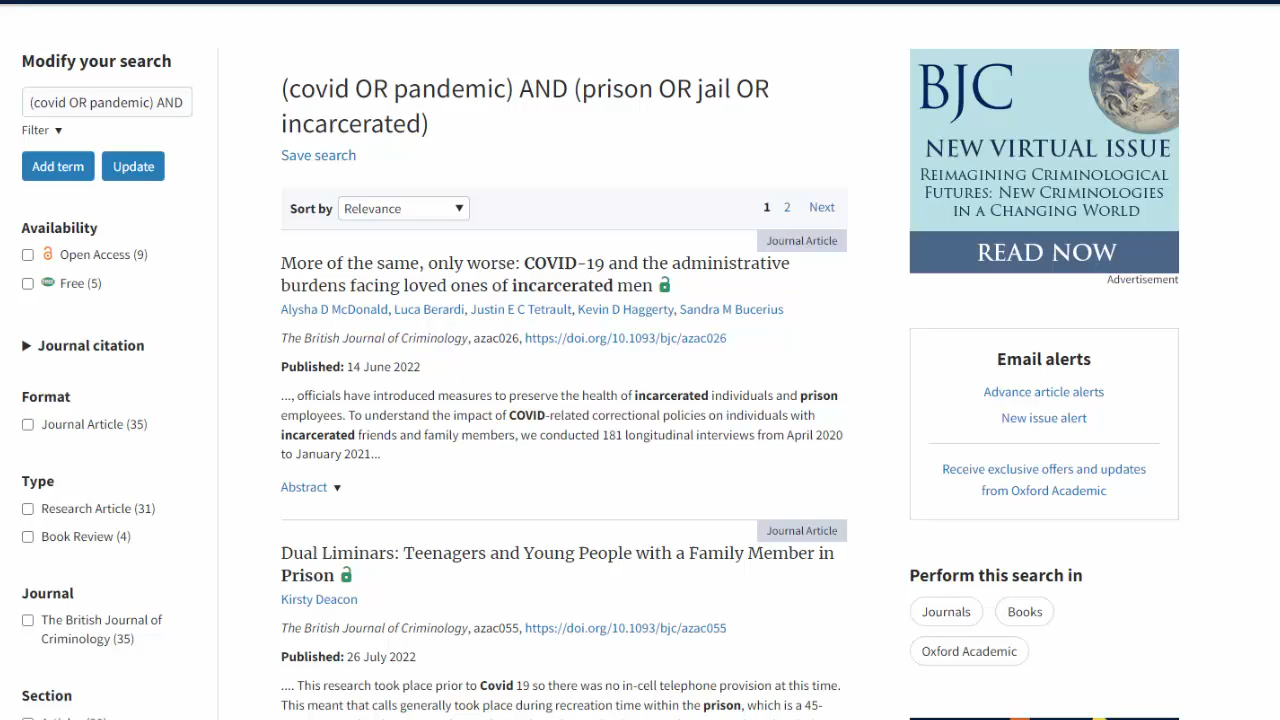 Modify your search
(covid OR pandemic) AND
Filter ▼
Add term
Update
Availability
Open Access (9)
Free (5)
▶ Journal citation
Format
Journal Article (35)
Type
Research Article (31)
Book Review (4)
Journal
The British Journal of
Criminology (35)
Section
(covid OR pandemic) AND (prison OR jail OR
incarcerated)
Save search
Sort by Relevance ▼
1 2 Next
Journal Article
More of the same, only worse: COVID-19 and the administrative
burdens facing loved ones of incarcerated men
Alysha D McDonald, Luca Berardi, Justin E C Tetrault, Kevin D Haggerty, Sandra M Bucerius
The British Journal of Criminology, azac026, https://doi.org/10.1093/bjc/azac026
Published: 14 June 2022
..., officials have introduced measures to preserve the health of incarcerated individuals and prison
employees. To understand the impact of COVID-related correctional policies on individuals with
incarcerated friends and family members, we conducted 181 longitudinal interviews from April 2020
to January 2021...
Abstract ▼
Journal Article
Dual Liminars: Teenagers and Young People with a Family Member in
Prison
Kirsty Deacon
The British Journal of Criminology, azac055, https://doi.org/10.1093/bjc/azac055
Published: 26 July 2022
.... This research took place prior to Covid 19 so there was no in-cell telephone provision at this time.
This meant that calls generally took place during recreation time within the prison, which is a 45-
BJC
NEW VIRTUAL ISSUE
REIMAGINING CRIMINOLOGICAL
FUTURES: NEW CRIMINOLOGIES
IN A CHANGING WORLD
READ NOW
Advertisement
Email alerts
Advance article alerts
New issue alert
Receive exclusive offers and updates
from Oxford Academic
Perform this search in
Journals
Books
Oxford Academic